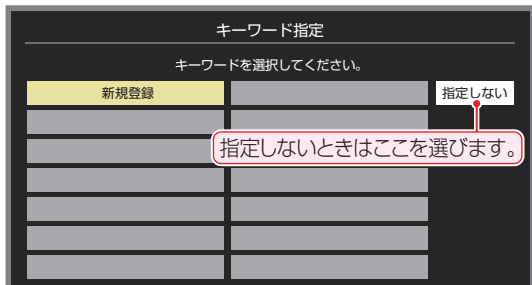 キーワード指定
キーワードを選択してください。
新規登録
指定しない
指定しないときはここを選びます。